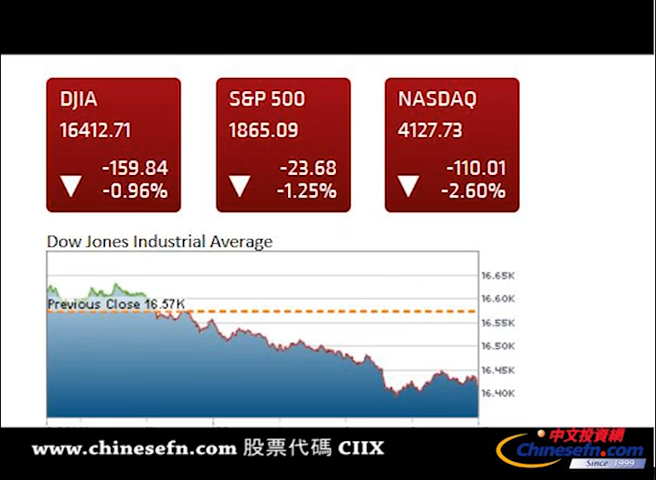 DJIA
16412.71
-159.84
-0.96%
S&P 500
1865.09
-23.68
-1.25%
NASDAQ
4127.73
-110.01
-2.60%
Dow Jones Industrial Average
16.65K
16.60K
Previous Close 16.57K
16.55K
16.50K
16.45K
16.40K
www.chinesefn.com 股票代碼 CIIX
中文投資網
Chinesefn.com
Since 1999